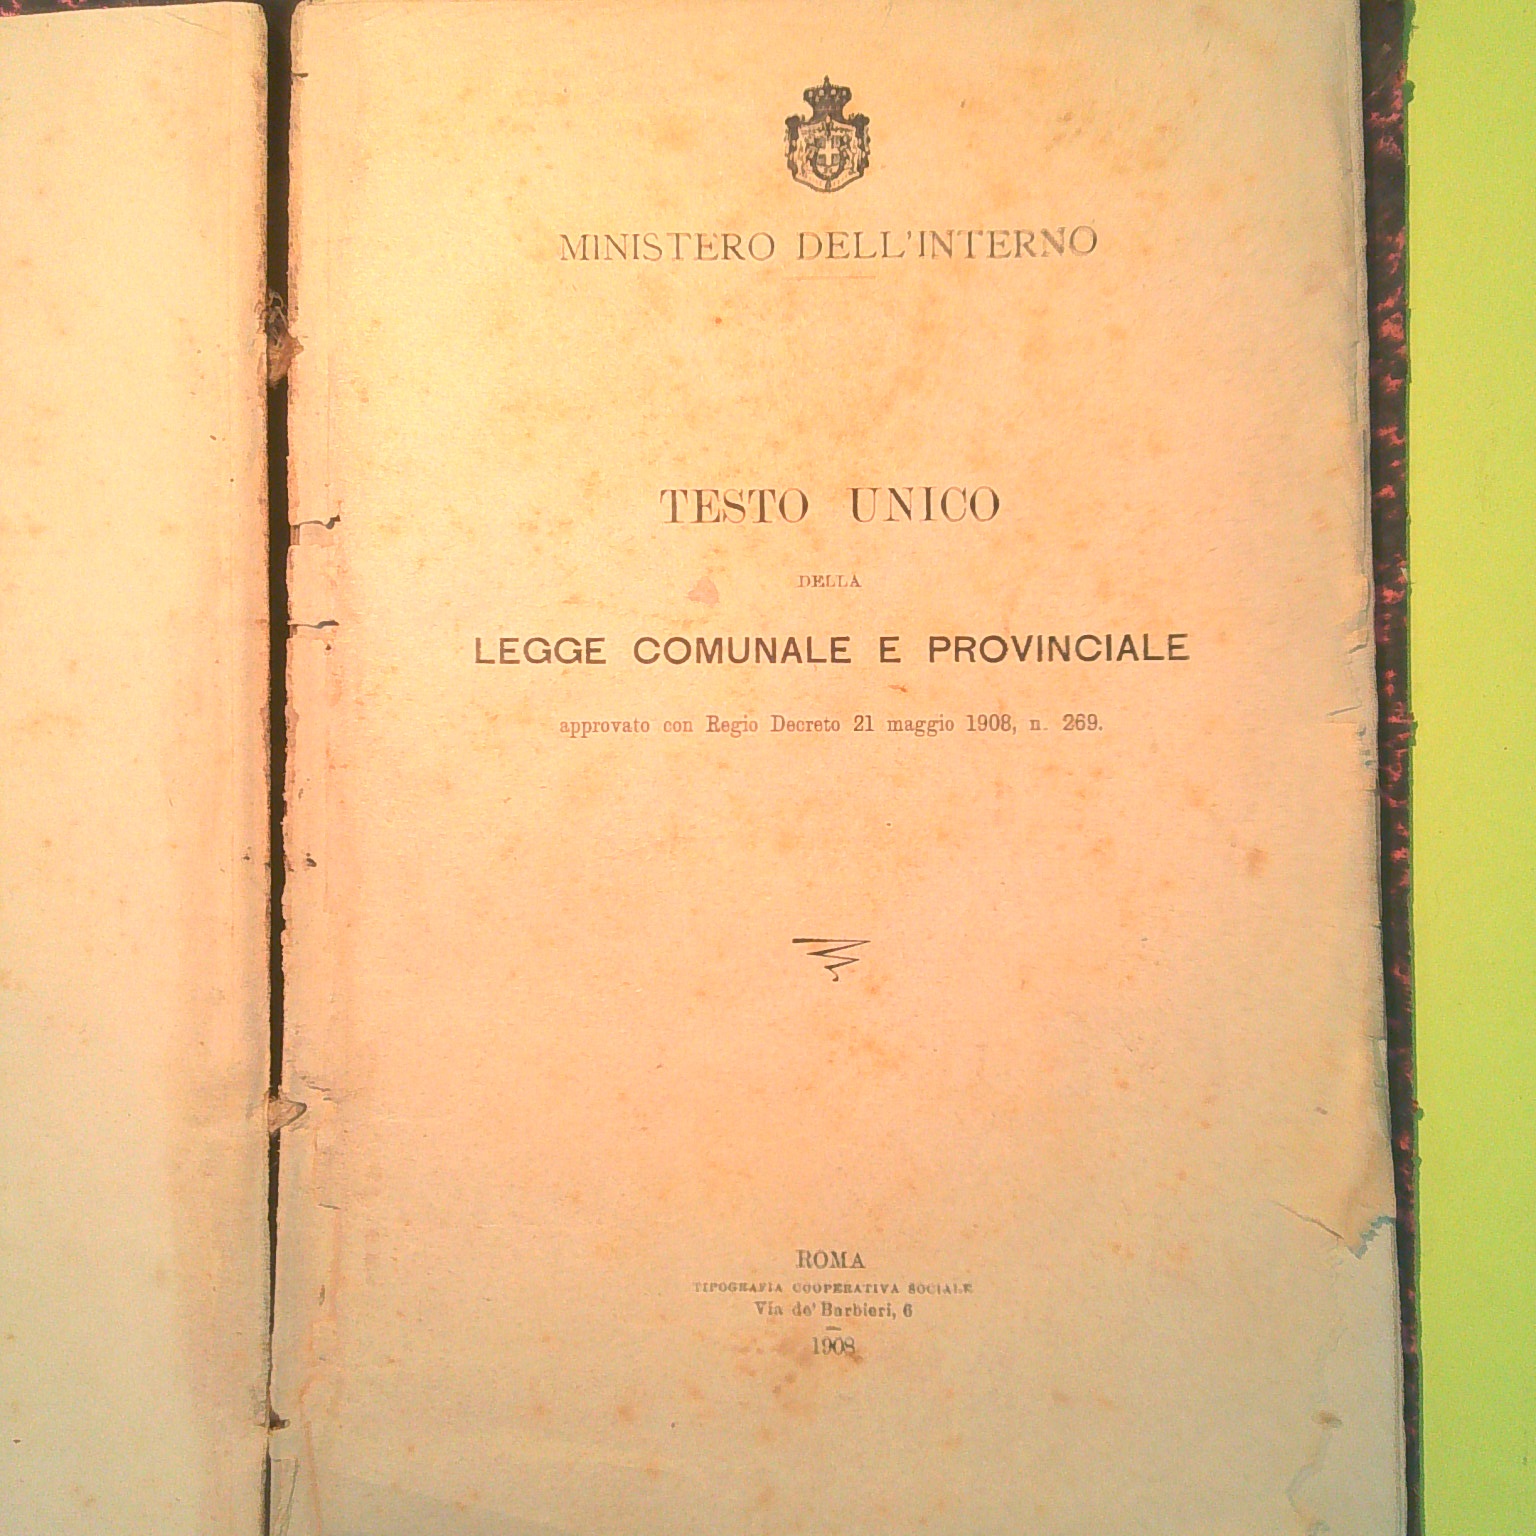 MINISTERO DELL'INTERNO
TESTO UNICO
DELLA
LEGGE COMUNALE E PROVINCIALE
approvato con Regio Decreto 21 maggio 1908, n. 269.
ROMA
TIPOGRAFIA COOPERATIVA SOCIALE
Via de' Barbieri, 6
1908